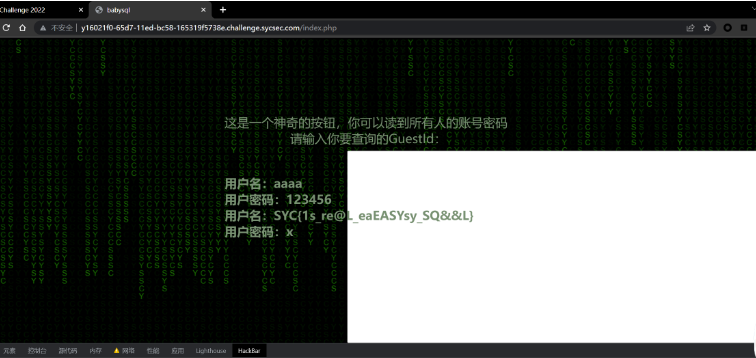 Challenge 2022
babysql
不安全 | y16021f0-65d7-11ed-bc58-165319f5738e.challenge.sycsec.com/index.php
这是一个神奇的按钮，你可以读到所有人的账号密码
请输入你要查询的GuestId：
用户名：aaaa
用户密码：123456
用户名：SYC{1s_re@L_eaEASYsy_SQ&&L}
用户密码：x
元素 控制台 源代码 内存 网络 性能 应用 Lighthouse HackBar